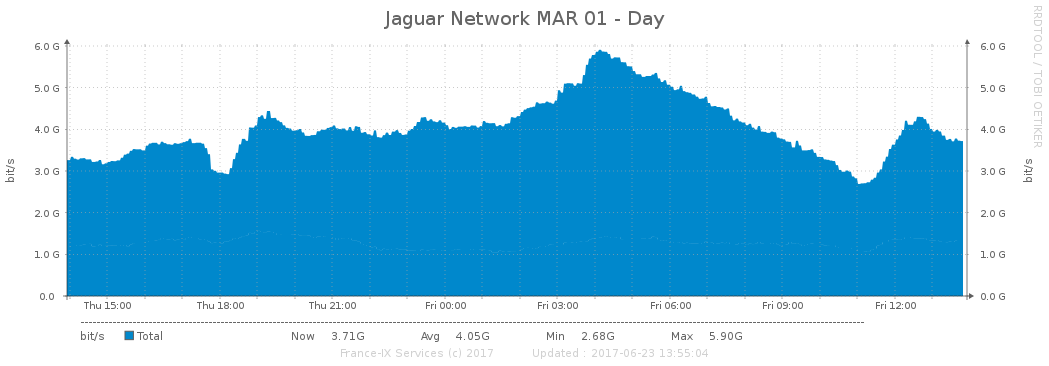 Jaguar Network MAR 01 - Day
RRDTOOL / TOBI OETIKER
6.0 G 6.0 G
5.0 G 5.0 G
4.0 G 4.0 G
3.0 G 3.0 G
2.0 G 2.0 G
1.0 G 1.0 G
0.0 0.0 G
bit/s bit/s
Thu 15:00 Thu 18:00 Thu 21:00 Fri 00:00 Fri 03:00 Fri 06:00 Fri 09:00 Fri 12:00
bit/s Total Now 3.71G Avg 4.05G Min 2.68G Max 5.90G
France-IX Services (c) 2017 Updated : 2017-06-23 13:55:04